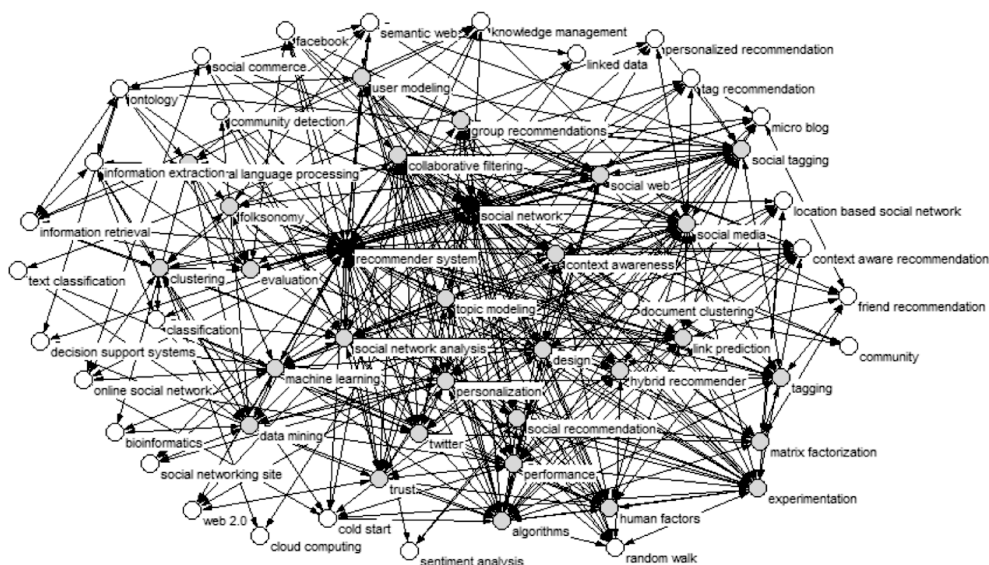 semantic web
knowledge management
facebook
personalized recommendation
social commerce
linked data
user modeling
tag recommendation
ontology
community detection
group recommendations
micro blog
social tagging
collaborative filtering
information extraction
al language processing
social web
folksonomy
social network
location based social network
information retrieval
social media
recommender system
context awareness
context aware recommendation
text classification
clustering
evaluation
topic modeling
document clustering
friend recommendation
classification
decision support systems
social network analysis
design
link prediction
community
machine learning
online social network
personalization
hybrid recommender
tagging
bioinformatics
data mining
twitter
social recommendation
matrix factorization
social networking site
trust
performance
experimentation
web 2.0
cold start
algorithms
human factors
cloud computing
sentiment analysis
random walk